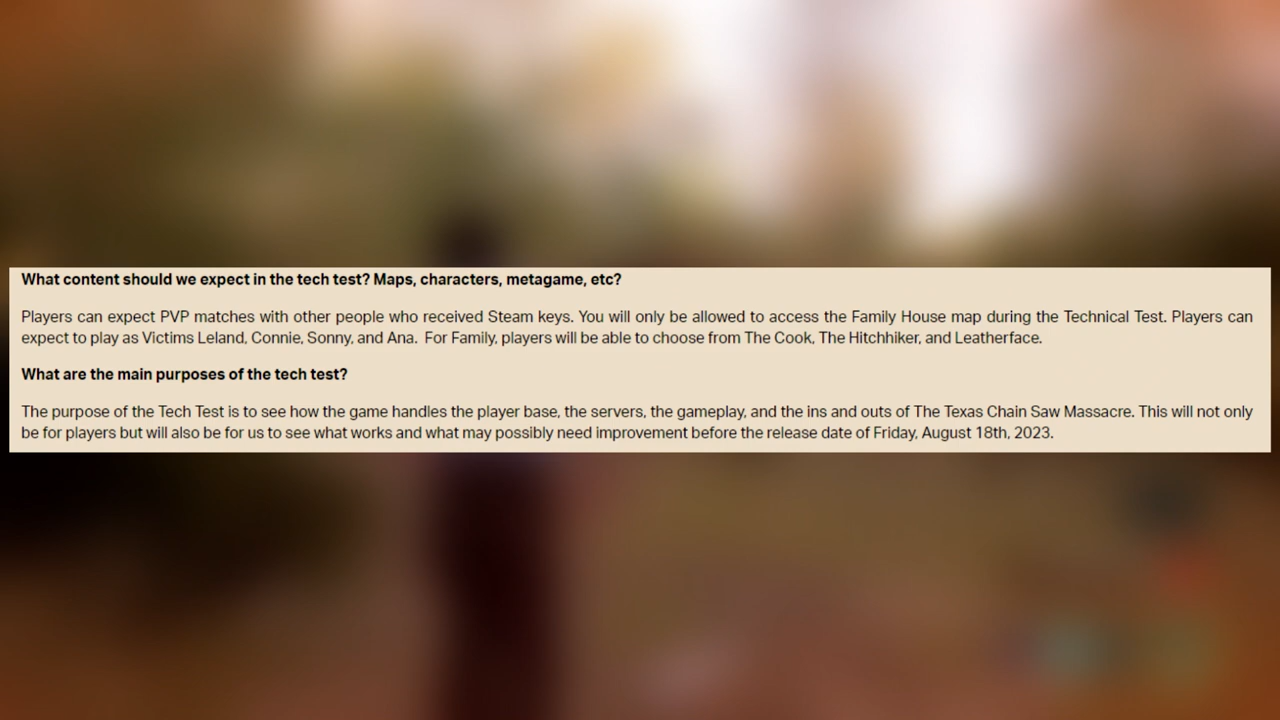 What content should we expect in the tech test? Maps, characters, metagame, etc?
Players can expect PVP matches with other people who received Steam keys. You will only be allowed to access the Family House map during the Technical Test. Players can
expect to play as Victims Leland, Connie, Sonny, and Ana.  For Family, players will be able to choose from The Cook, The Hitchhiker, and Leatherface.
What are the main purposes of the tech test?
The purpose of the Tech Test is to see how the game handles the player base, the servers, the gameplay, and the ins and outs of The Texas Chain Saw Massacre. This will not only
be for players but will also be for us to see what works and what may possibly need improvement before the release date of Friday, August 18th, 2023.